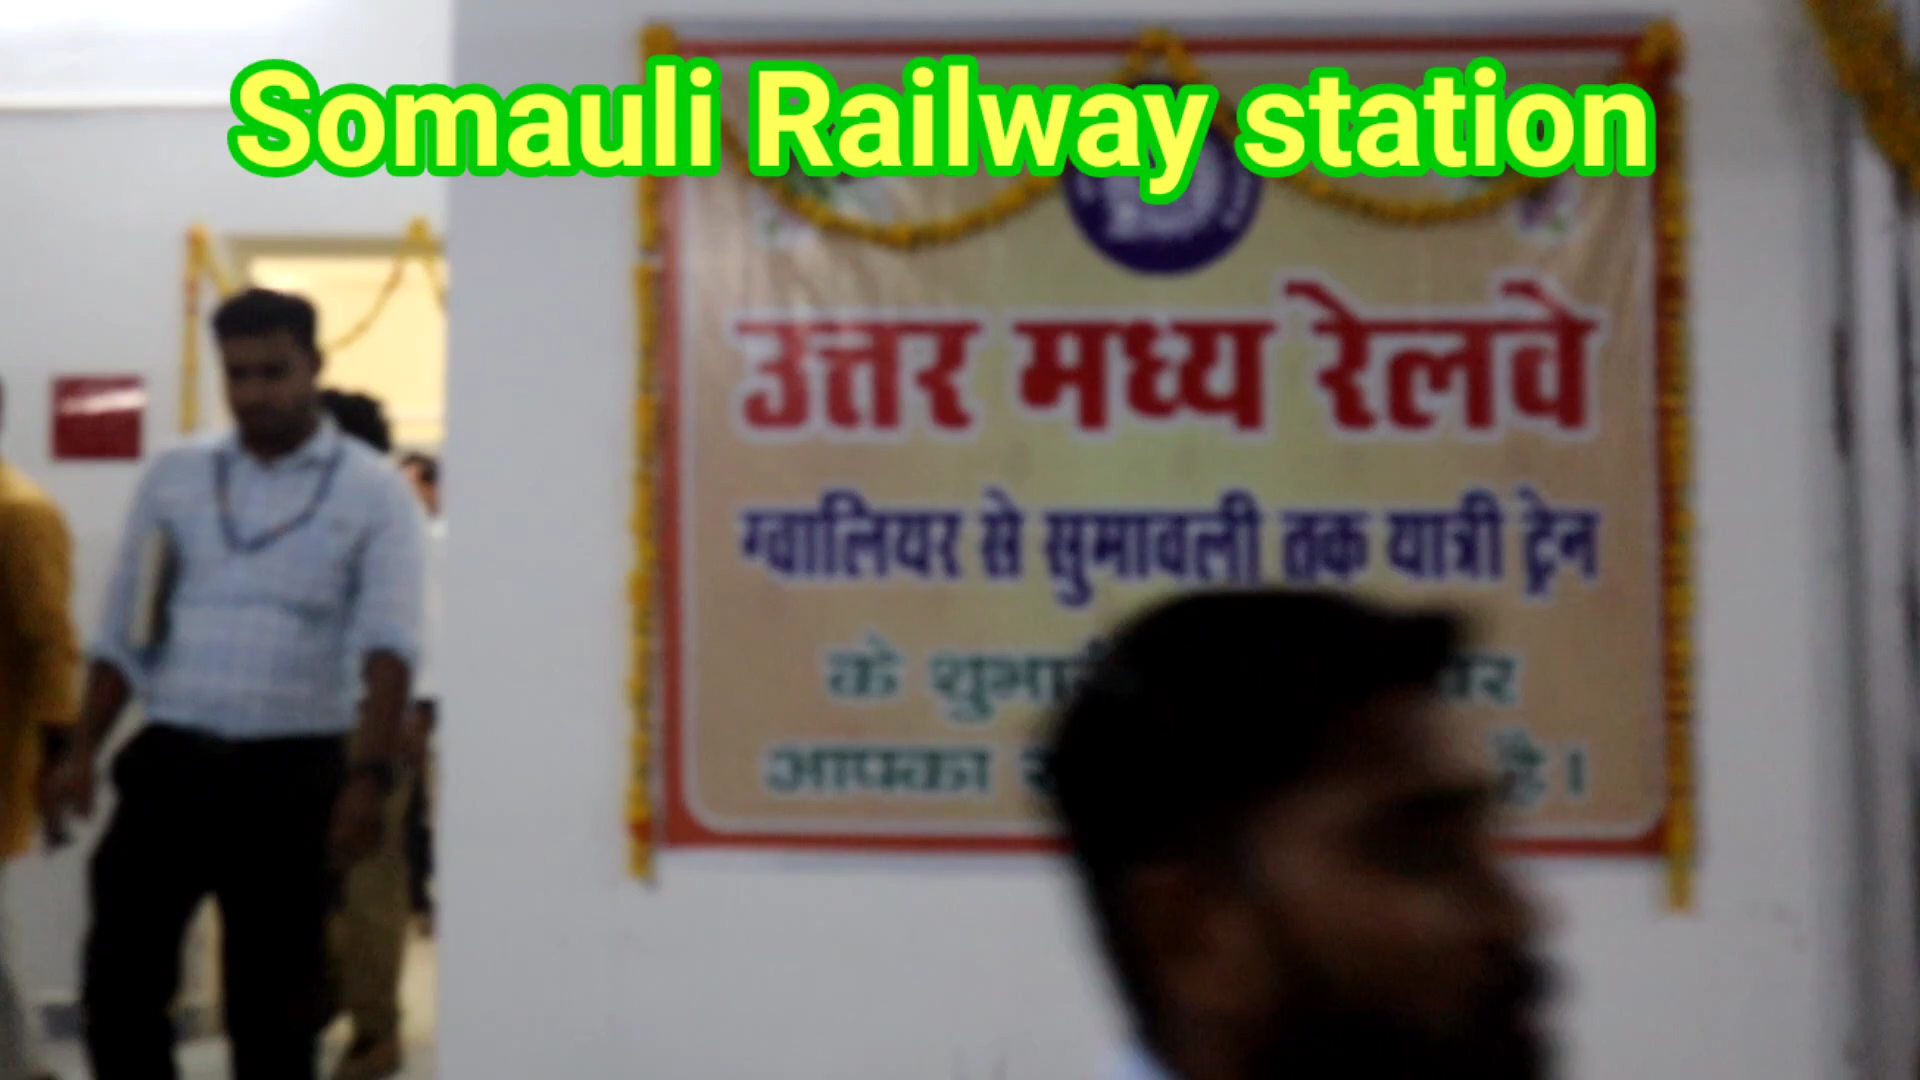 Somauli Railway station
उत्तर मध्य रेलवे
ग्वालियर से सुमावली तक यात्री ट्रेन
के
आपका है।